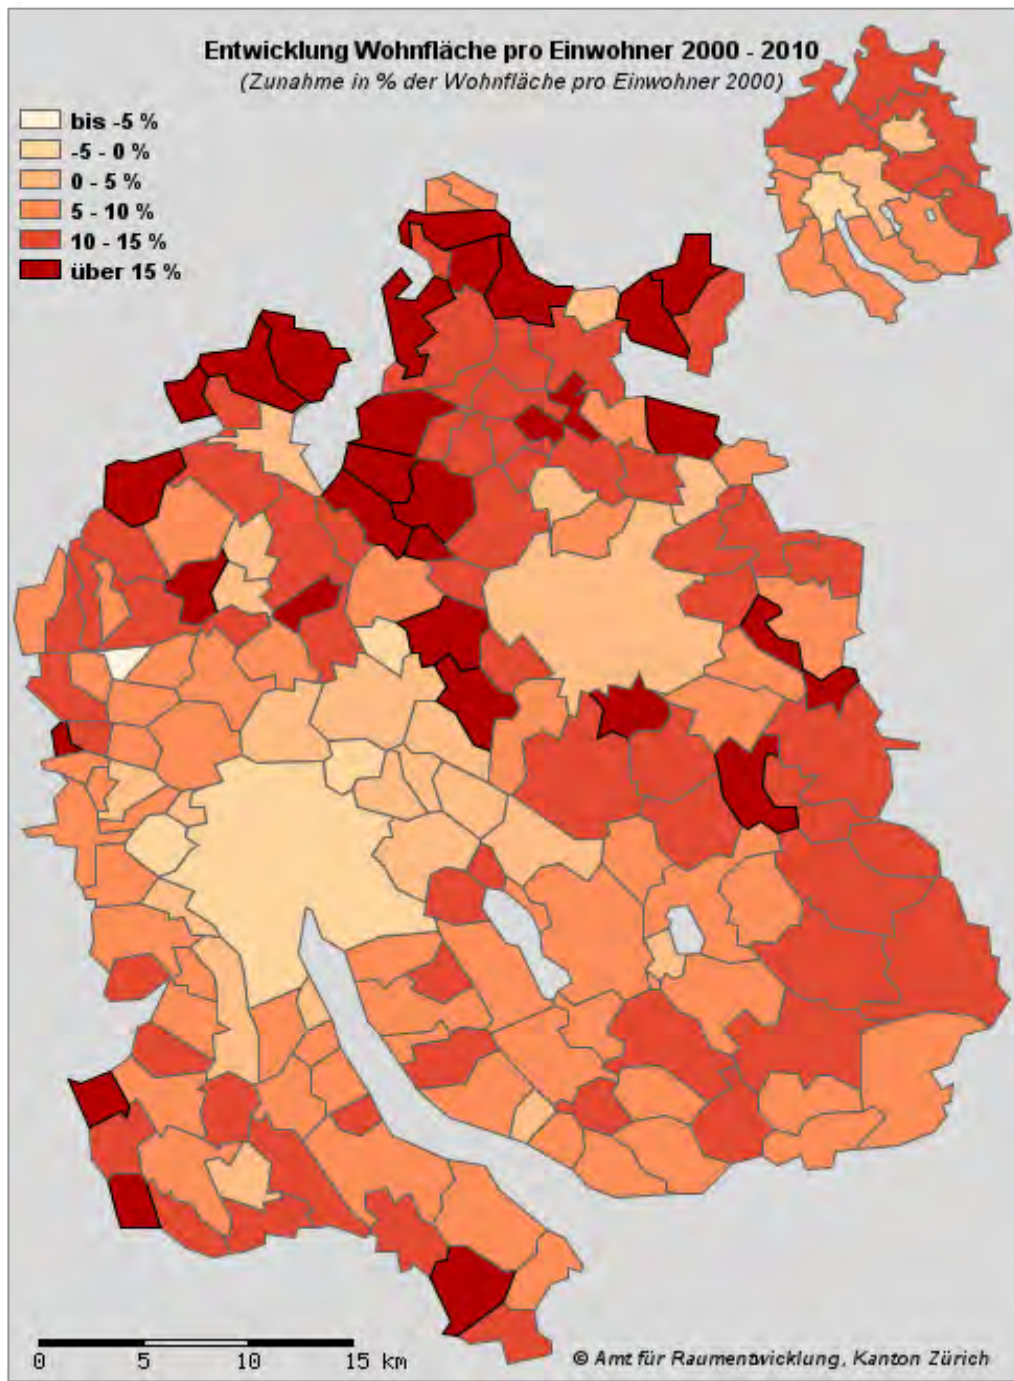 Entwicklung Wohnfläche pro Einwohner 2000 - 2010
(Zunahme in % der Wohnfläche pro Einwohner 2000)
bis -5 %
-5 - 0 %
0 - 5 %
5 - 10 %
10 - 15 %
über 15 %
0 5 10 15 km
© Amt für Raumentwicklung, Kanton Zürich